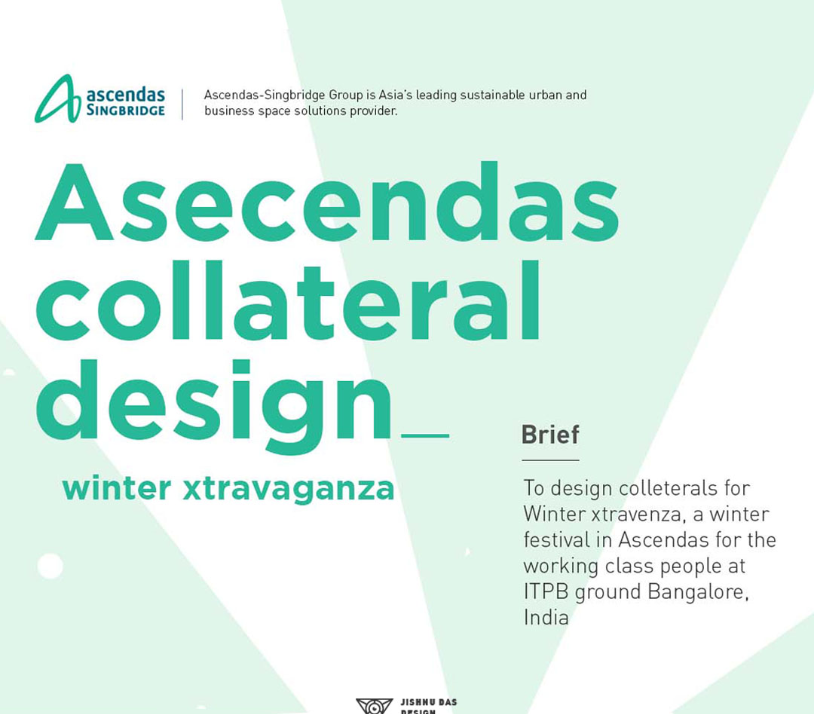 ascendas
SINGBRIDGE
Ascendas-Singbridge Group is Asia's leading sustainable urban and
business space solutions provider.
Asecendas
collateral
design_
winter xtravaganza
Brief
To design colleterals for
Winter xtravenza, a winter
festival in Ascendas for the
working class people at
ITPB ground Bangalore,
India
JISHNU DAS
DESIGN